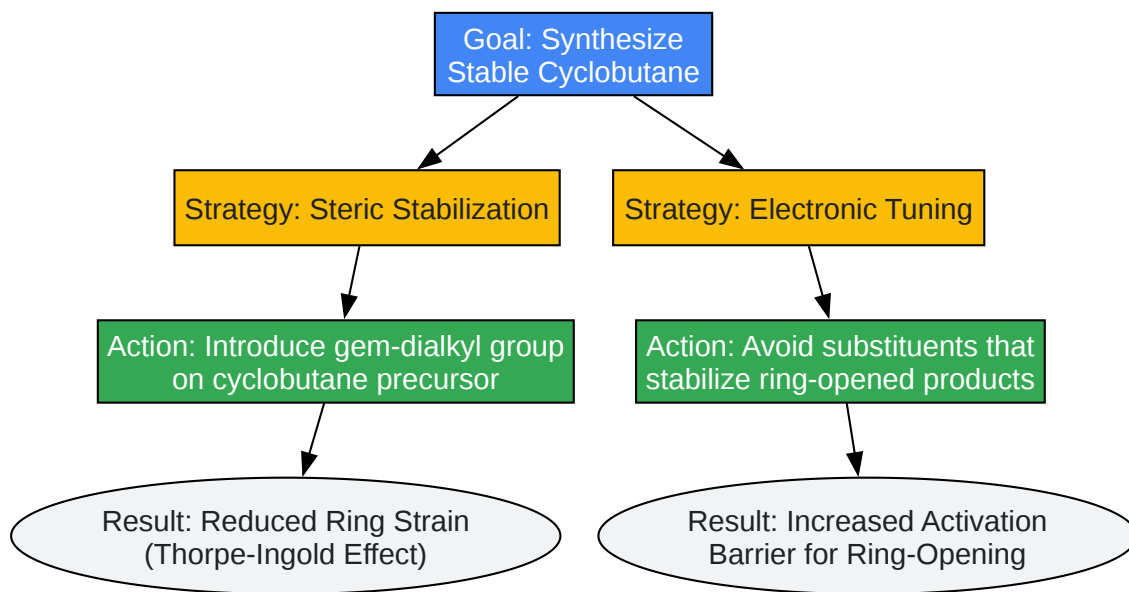 Goal: Synthesize
Stable Cyclobutane
Strategy: Steric Stabilization
Strategy: Electronic Tuning
Action: Introduce gem-dialkyl group
on cyclobutane precursor
Action: Avoid substituents that
stabilize ring-opened products
Result: Reduced Ring Strain
(Thorpe-Ingold Effect)
Result: Increased Activation
Barrier for Ring-Opening